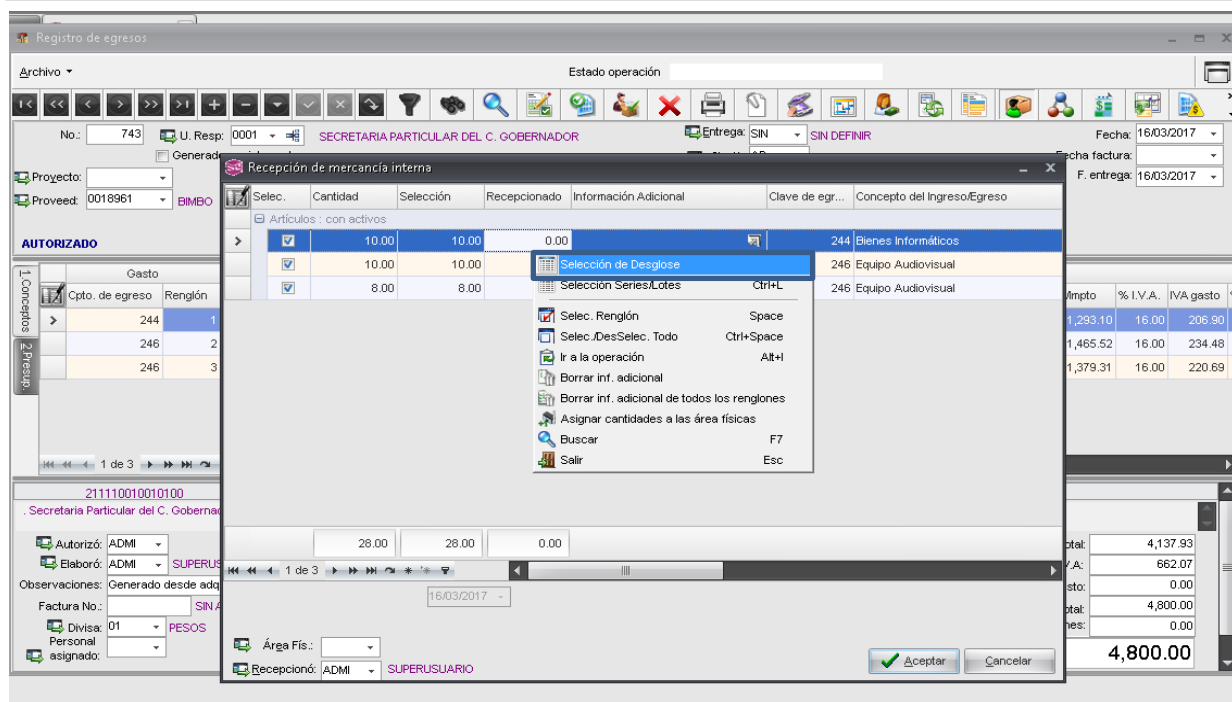 Registro de egresos
Archivo
Estado operación
No.: 743 U. Resp: 0001 SECRETARIA PARTICULAR DEL C. GOBERNADOR Entrega: SIN SIN DEFINIR Fecha: 16/03/2017
Proyecto: F. entrega: 16/03/2017
Proveed: 0018961 BIMBO
AUTORIZADO
Recepción de mercancía interna
Selec. Cantidad Selección Recepcionado Información Adicional Clave de egr... Concepto del Ingreso/Egreso
Artículos : con activos
10.00 10.00 0.00 244 Bienes Informáticos
10.00 10.00 246 Equipo Audiovisual
8.00 8.00 246 Equipo Audiovisual
Selección de Desglose
Selección Series/Lotes Ctrl+L
Selec. Renglón Space
Selec./DesSelec. Todo Ctrl+Space
Ir a la operación Alt+I
Borrar inf. adicional
Borrar inf. adicional de todos los renglones
Asignar cantidades a las área físicas
Buscar F7
Salir Esc
28.00 28.00 0.00
1 de 3
16/03/2017
Área Fís.:
Recepcionó: ADMI SUPERUSUARIO
Aceptar Cancelar
1.Conceptos
2.Presup.
Gasto
Cpto. de egreso Renglón
244 1
246 2
246 3
1 de 3
% I.V.A. IVA gasto
1,293.10 16.00 206.90
1,465.52 16.00 234.48
1,379.31 16.00 220.69
211110010010100
. Secretaria Particular del C.
Autorizó: ADMI
Elaboró: ADMI
Observaciones: Generado desde
Factura No.:
Divisa: 01 PESOS
Personal
asignado:
4,137.93
662.07
0.00
4,800.00
0.00
4,800.00